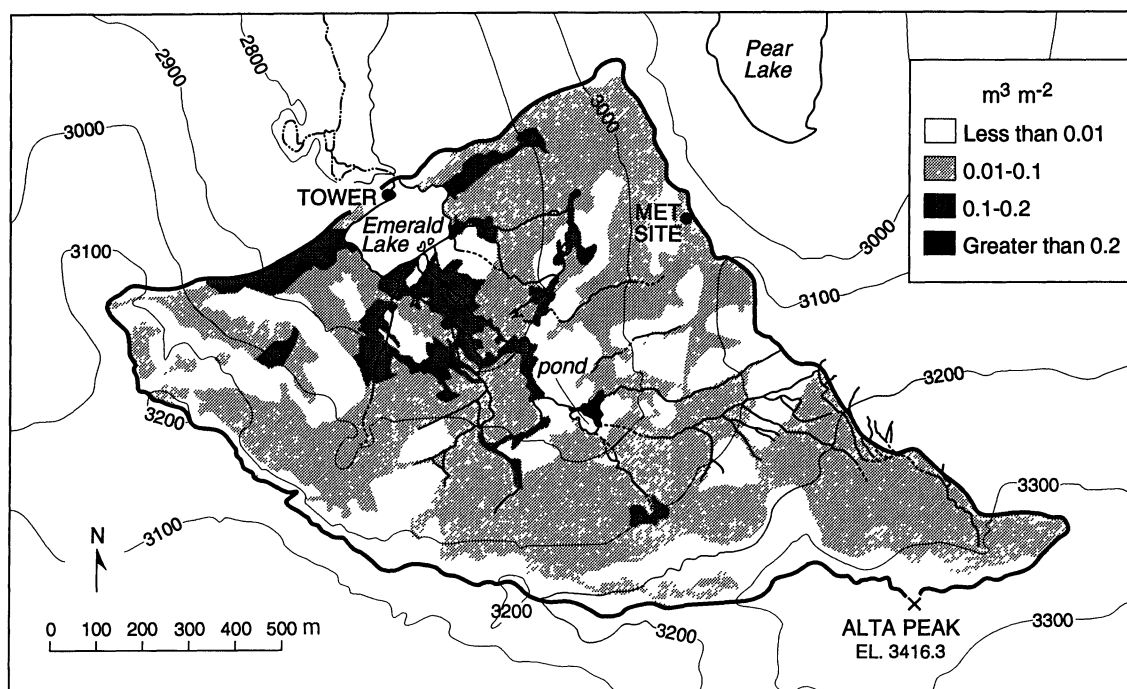 2900
2800
3000
3100
Pear
Lake
3000
TOWER
Emerald
Lake
MET
SITE
m³ m⁻²
Less than 0.01
0.01-0.1
0.1-0.2
Greater than 0.2
3000
3100
pond
3200
3200
3300
3100
N
0 100 200 300 400 500 m
3200
3200
ALTA PEAK
EL. 3416.3
3300